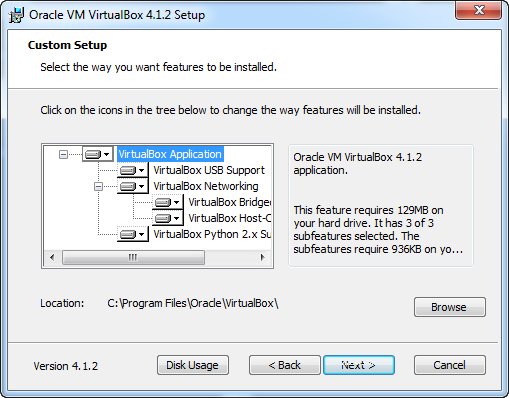 Oracle VM VirtualBox 4.1.2 Setup
Custom Setup
Select the way you want features to be installed.
Click on the icons in the tree below to change the way features will be installed.
VirtualBox Application
VirtualBox USB Support
VirtualBox Networking
VirtualBox Bridge
VirtualBox Host-C
VirtualBox Python 2.x Su
Oracle VM VirtualBox 4.1.2
application.
This feature requires 129MB on
your hard drive. It has 3 of 3
subfeatures selected. The
subfeatures require 936KB on yo...
Location: C:\Program Files\Oracle\VirtualBox\
Browse
Version 4.1.2 Disk Usage < Back Next > Cancel